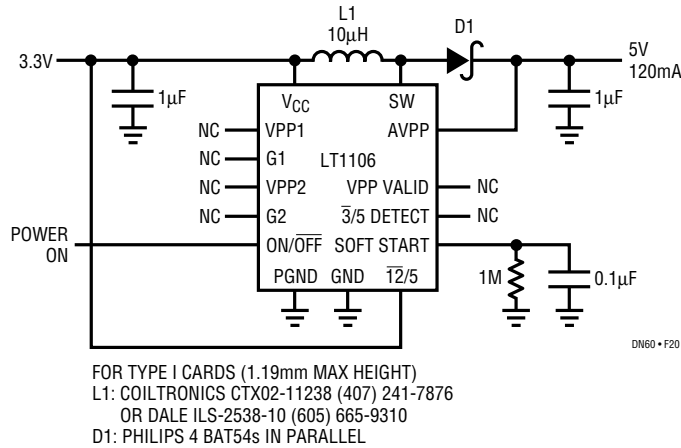 L1
10µH
D1
3.3V
5V
120mA
1µF
1µF
VCC
SW
NC
VPP1
AVPP
NC
G1
LT1106
NC
VPP2
VPP VALID
NC
NC
G2
3̅/5 DETECT
NC
POWER
ON
ON/O̅F̅F̅
SOFT START
PGND
GND
1̅2̅/5
1M
0.1µF
DN60 • F20
FOR TYPE I CARDS (1.19mm MAX HEIGHT)
L1: COILTRONICS CTX02-11238 (407) 241-7876
OR DALE ILS-2538-10 (605) 665-9310
D1: PHILIPS 4 BAT54s IN PARALLEL